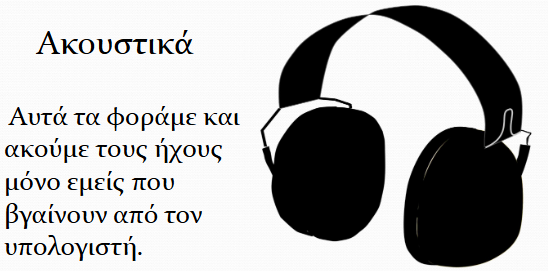 Ακουστικά
Αυτά τα φοράμε και
ακούμε τους ήχους
μόνο εμείς που
βγαίνουν από τον
υπολογιστή.